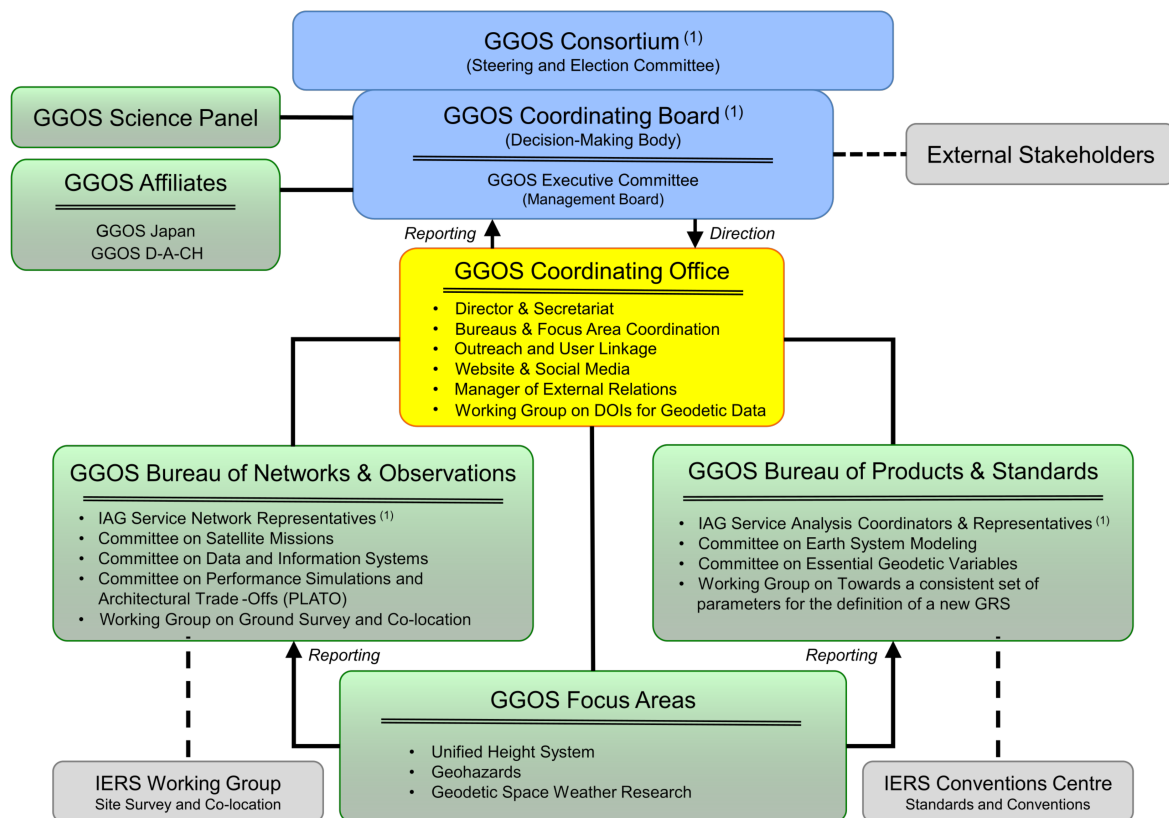 GGOS Consortium (1)
(Steering and Election Committee)
GGOS Science Panel
GGOS Coordinating Board (1)
(Decision-Making Body)
GGOS Executive Committee
(Management Board)
External Stakeholders
GGOS Affiliates
GGOS Japan
GGOS D-A-CH
Reporting
Direction
GGOS Coordinating Office
• Director & Secretariat
• Bureaus & Focus Area Coordination
• Outreach and User Linkage
• Website & Social Media
• Manager of External Relations
• Working Group on DOIs for Geodetic Data
GGOS Bureau of Networks & Observations
• IAG Service Network Representatives (1)
• Committee on Satellite Missions
• Committee on Data and Information Systems
• Committee on Performance Simulations and
Architectural Trade-Offs (PLATO)
• Working Group on Ground Survey and Co-location
GGOS Bureau of Products & Standards
• IAG Service Analysis Coordinators & Representatives (1)
• Committee on Earth System Modeling
• Committee on Essential Geodetic Variables
• Working Group on Towards a consistent set of
parameters for the definition of a new GRS
Reporting
Reporting
GGOS Focus Areas
• Unified Height System
• Geohazards
• Geodetic Space Weather Research
IERS Working Group
Site Survey and Co-location
IERS Conventions Centre
Standards and Conventions